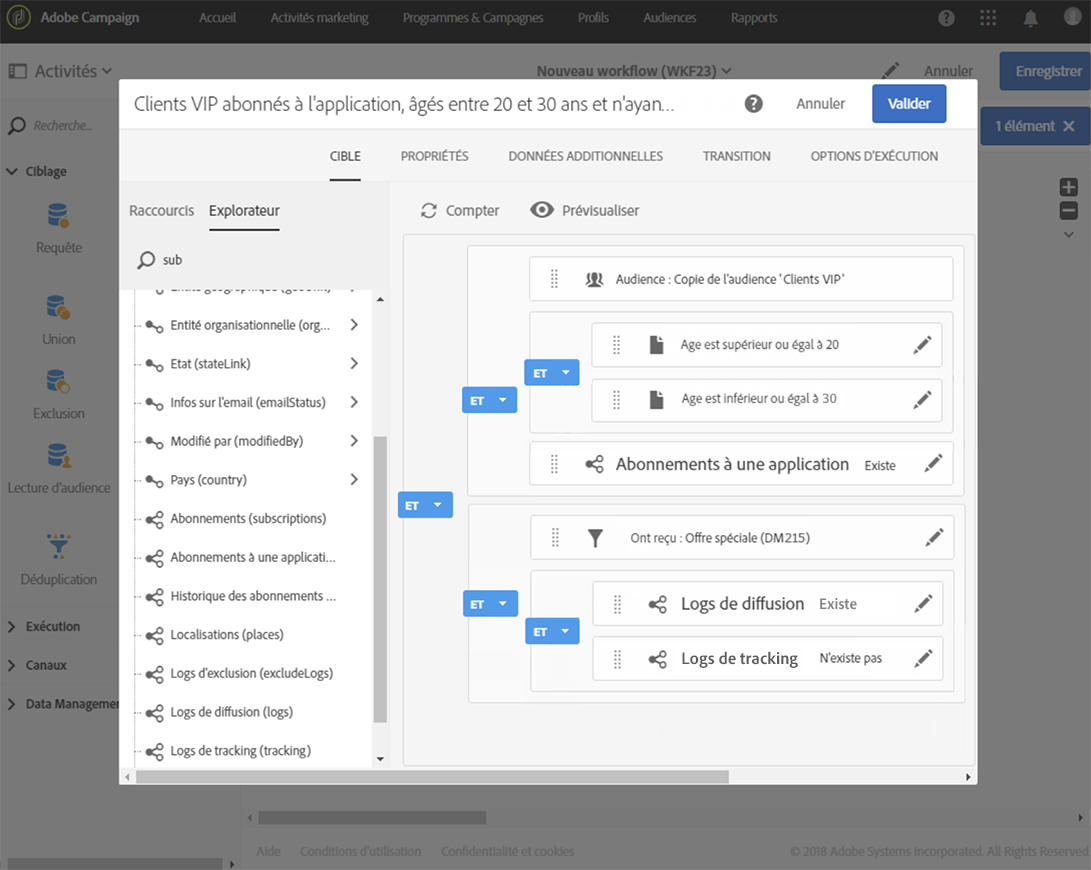 Adobe Campaign
Accueil
Activités marketing
Programmes & Campagnes
Profils
Audiences
Rapports
Activités
Nouveau workflow (WKF23)
Annuler
Enregistrer
Recherche...
1 élément
Ciblage
Requête
Union
Exclusion
Lecture d'audience
Déduplication
Exécution
Canaux
Data Managemen
Clients VIP abonnés à l'application, âgés entre 20 et 30 ans et n'ayan...
?
Annuler
Valider
CIBLE
PROPRIÉTÉS
DONNÉES ADDITIONNELLES
TRANSITION
OPTIONS D'EXÉCUTION
Raccourcis
Explorateur
sub
Entité géographique (geoUnit)
Entité organisationnelle (org...
Etat (stateLink)
Infos sur l'email (emailStatus)
Modifié par (modifiedBy)
Pays (country)
Abonnements (subscriptions)
Abonnements à une applicati...
Historique des abonnements ...
Localisations (places)
Logs d'exclusion (excludeLogs)
Logs de diffusion (logs)
Logs de tracking (tracking)
Compter
Prévisualiser
Audience : Copie de l'audience 'Clients VIP'
Age est supérieur ou égal à 20
ET
Age est inférieur ou égal à 30
ET
Abonnements à une application Existe
ET
Ont reçu : Offre spéciale (DM215)
ET
Logs de diffusion Existe
ET
Logs de tracking N'existe pas
Aide
Conditions d'utilisation
Confidentialité et cookies
© 2018 Adobe Systems Incorporated. All Rights Reserved.